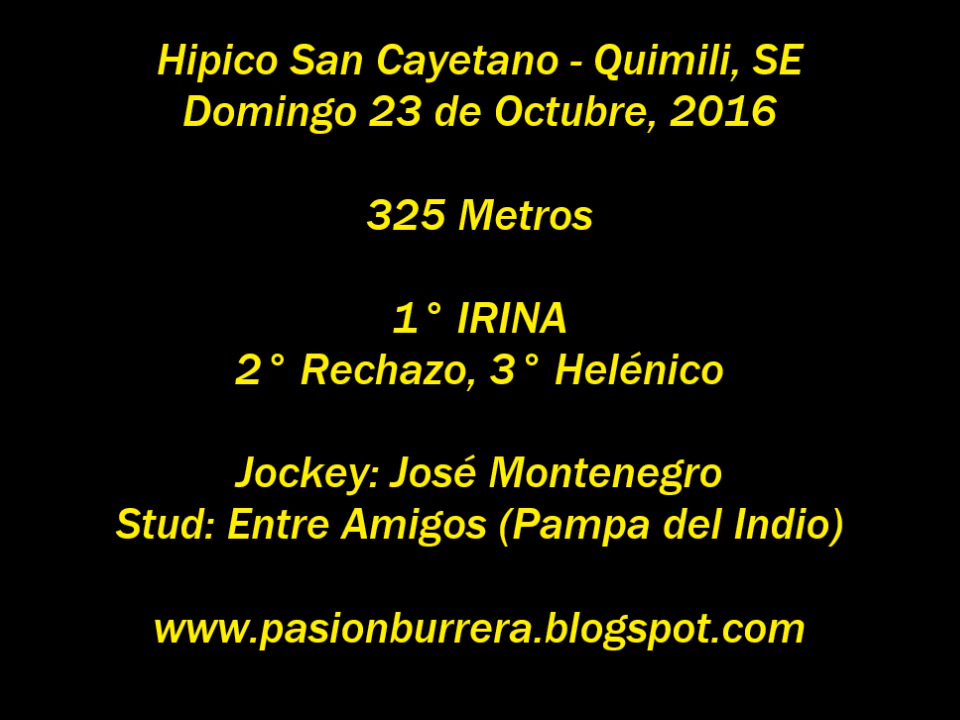 Hipico San Cayetano - Quimili, SE
Domingo 23 de Octubre, 2016
325 Metros
1° IRINA
2° Rechazo, 3° Helénico
Jockey: José Montenegro
Stud: Entre Amigos (Pampa del Indio)
www.pasionburrera.blogspot.com